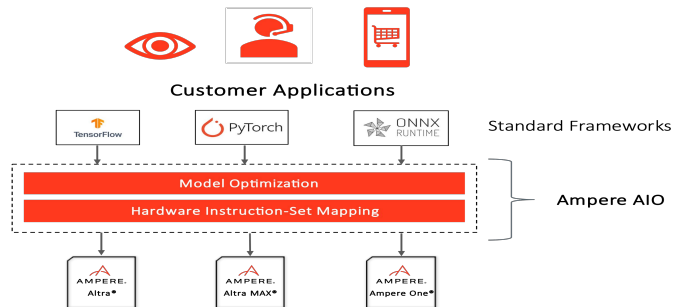 Customer Applications
TensorFlow
PyTorch
ONNX
RUNTIME
Standard Frameworks
Model Optimization
Hardware Instruction-Set Mapping
Ampere AIO
AMPERE®
Altra®
AMPERE®
Altra MAX®
AMPERE®
Ampere One®